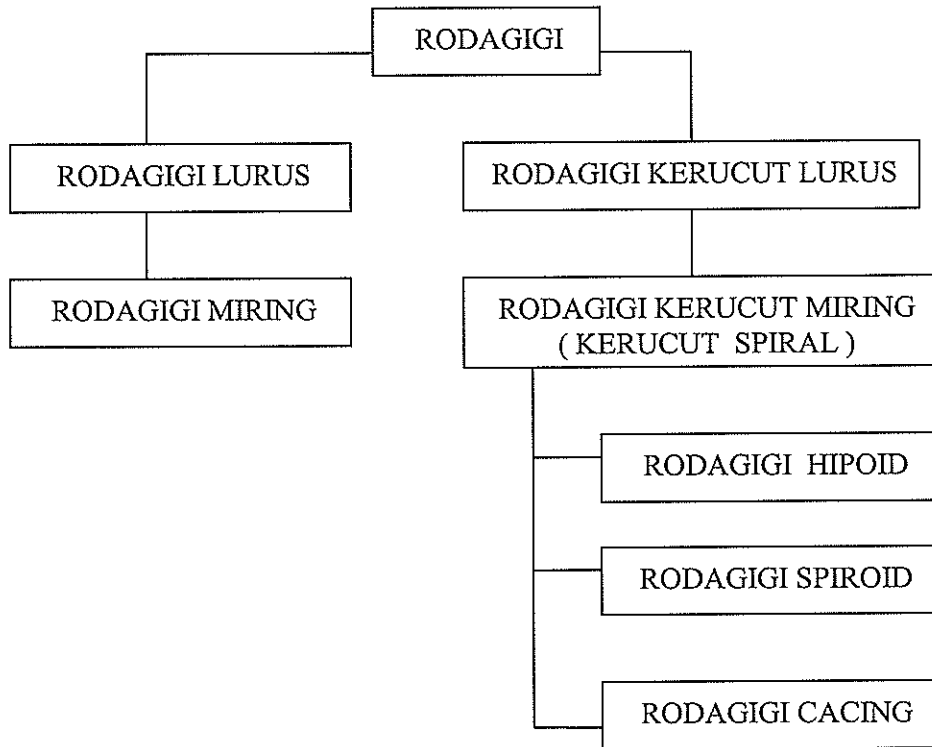 RODAGIGI
RODAGIGI LURUS
RODAGIGI KERUCUT LURUS
RODAGIGI MIRING
RODAGIGI KERUCUT MIRING
( KERUCUT SPIRAL )
RODAGIGI HIPOID
RODAGIGI SPIROID
RODAGIGI CACING